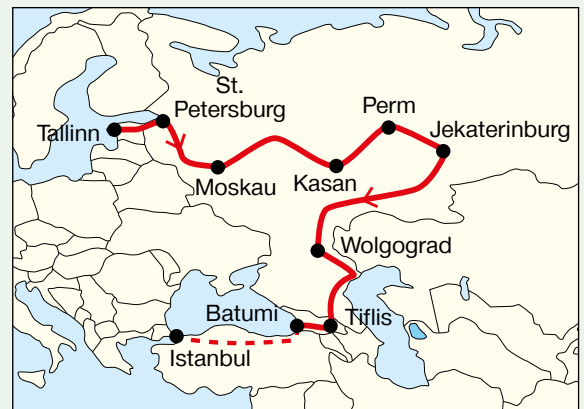 St.
Petersburg
Tallinn
Moskau
Kasan
Perm
Jekaterinburg
Wolgograd
Batumi
Tiflis
Istanbul